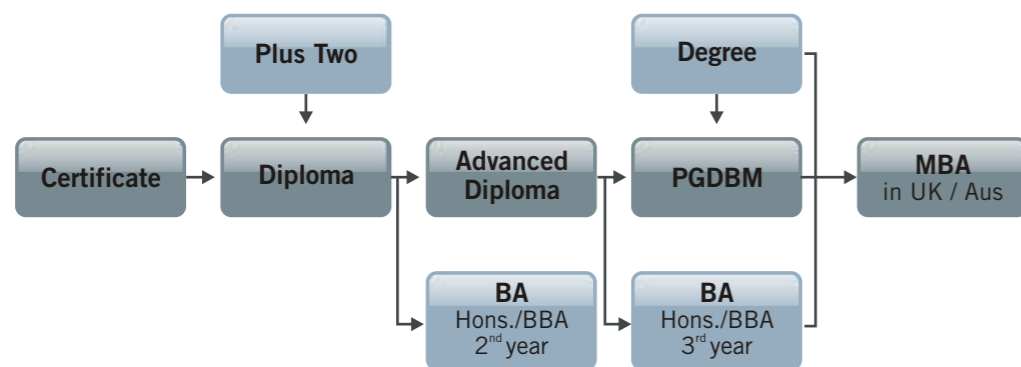 Plus Two
Degree
Certificate
Diploma
Advanced
Diploma
PGDBM
MBA
in UK / Aus
BA
Hons./BBA
2nd year
BA
Hons./BBA
3rd year